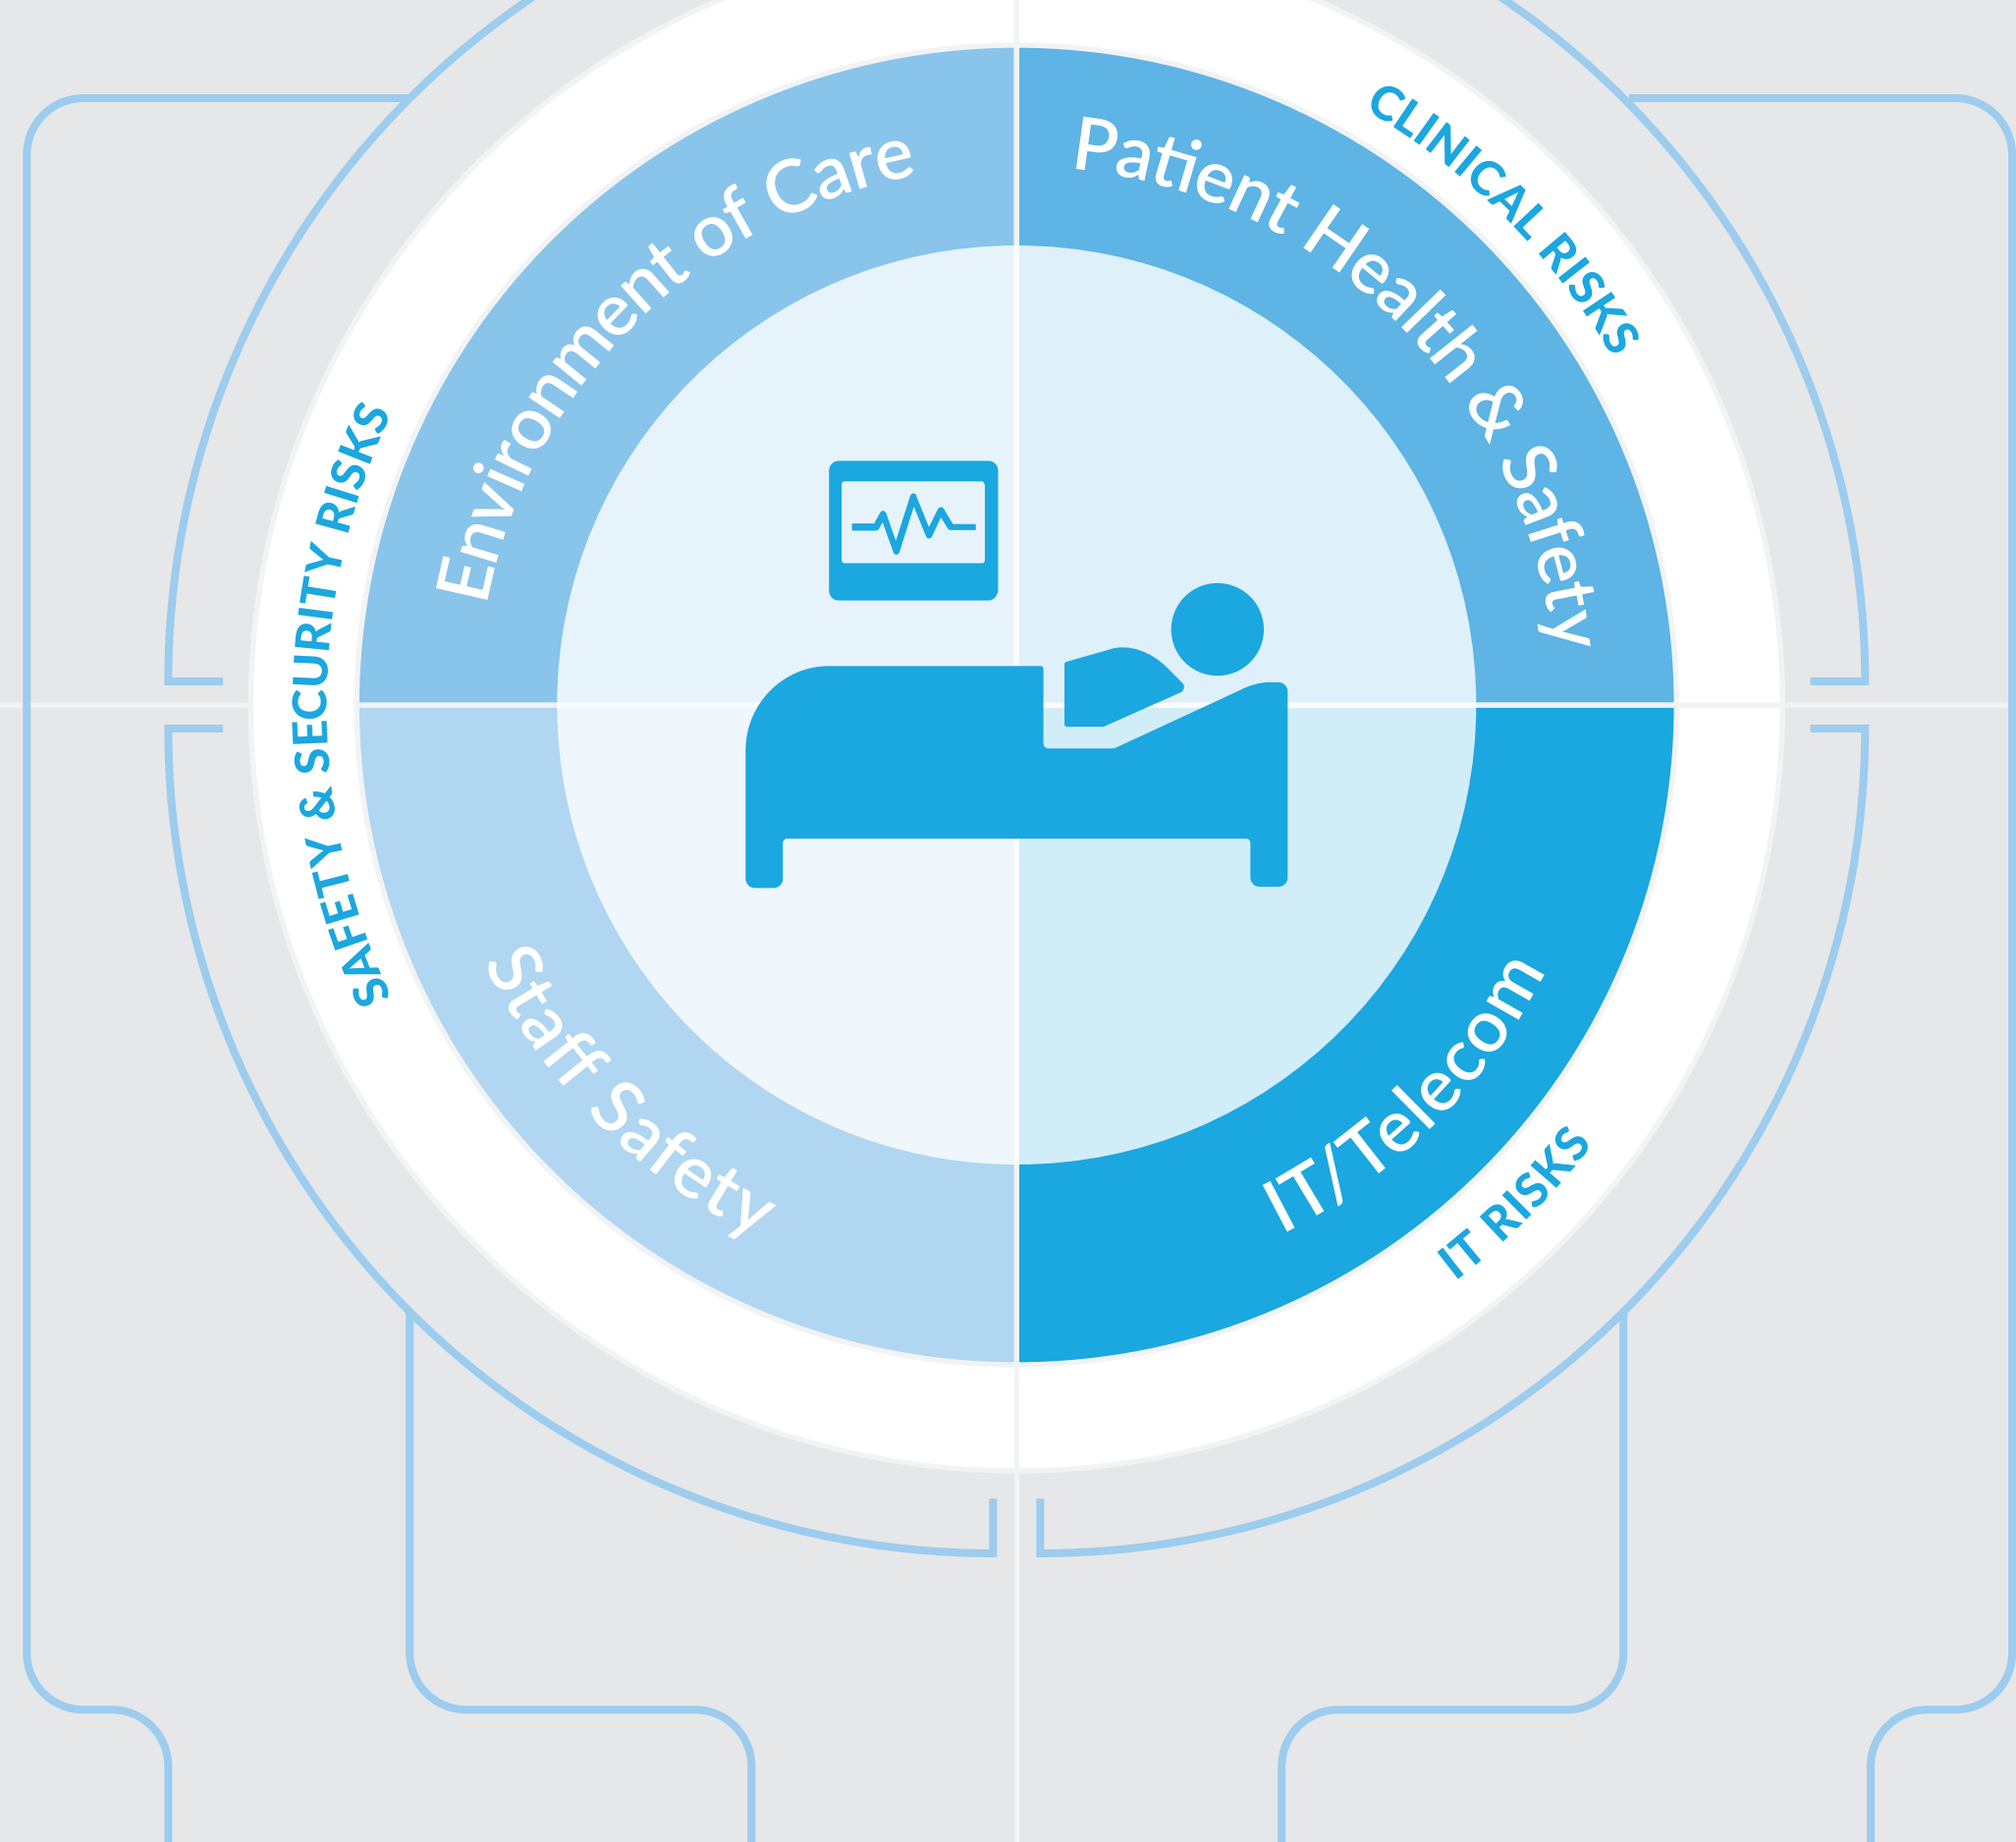 Environment of Care
Patient Health & Safety
CLINICAL RISKS
SAFETY & SECURITY RISKS
Staff Safety
IT/Telecom
IT RISKS